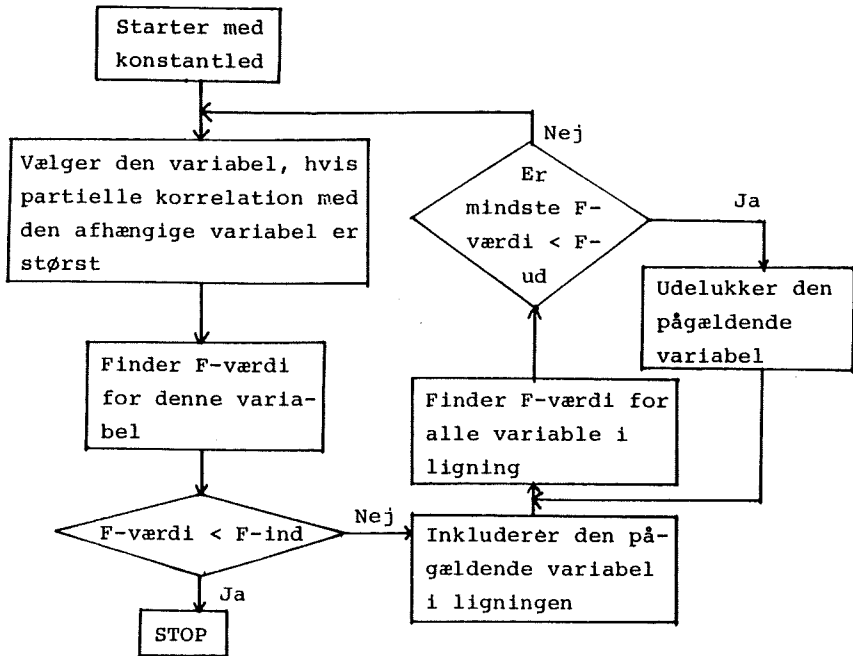 Starter med
konstantled
Vælger den variabel, hvis
partielle korrelation med
den afhængige variabel er
størst
Finder F-værdi
for denne varia-
bel
F-værdi < F-ind
Ja
STOP
Nej
Inkluderer den på-
gældende variabel
i ligningen
Finder F-værdi for
alle variable i
ligning
Er
mindste F-
værdi < F-
ud
Nej
Ja
Udelukker den
pågældende
variabel